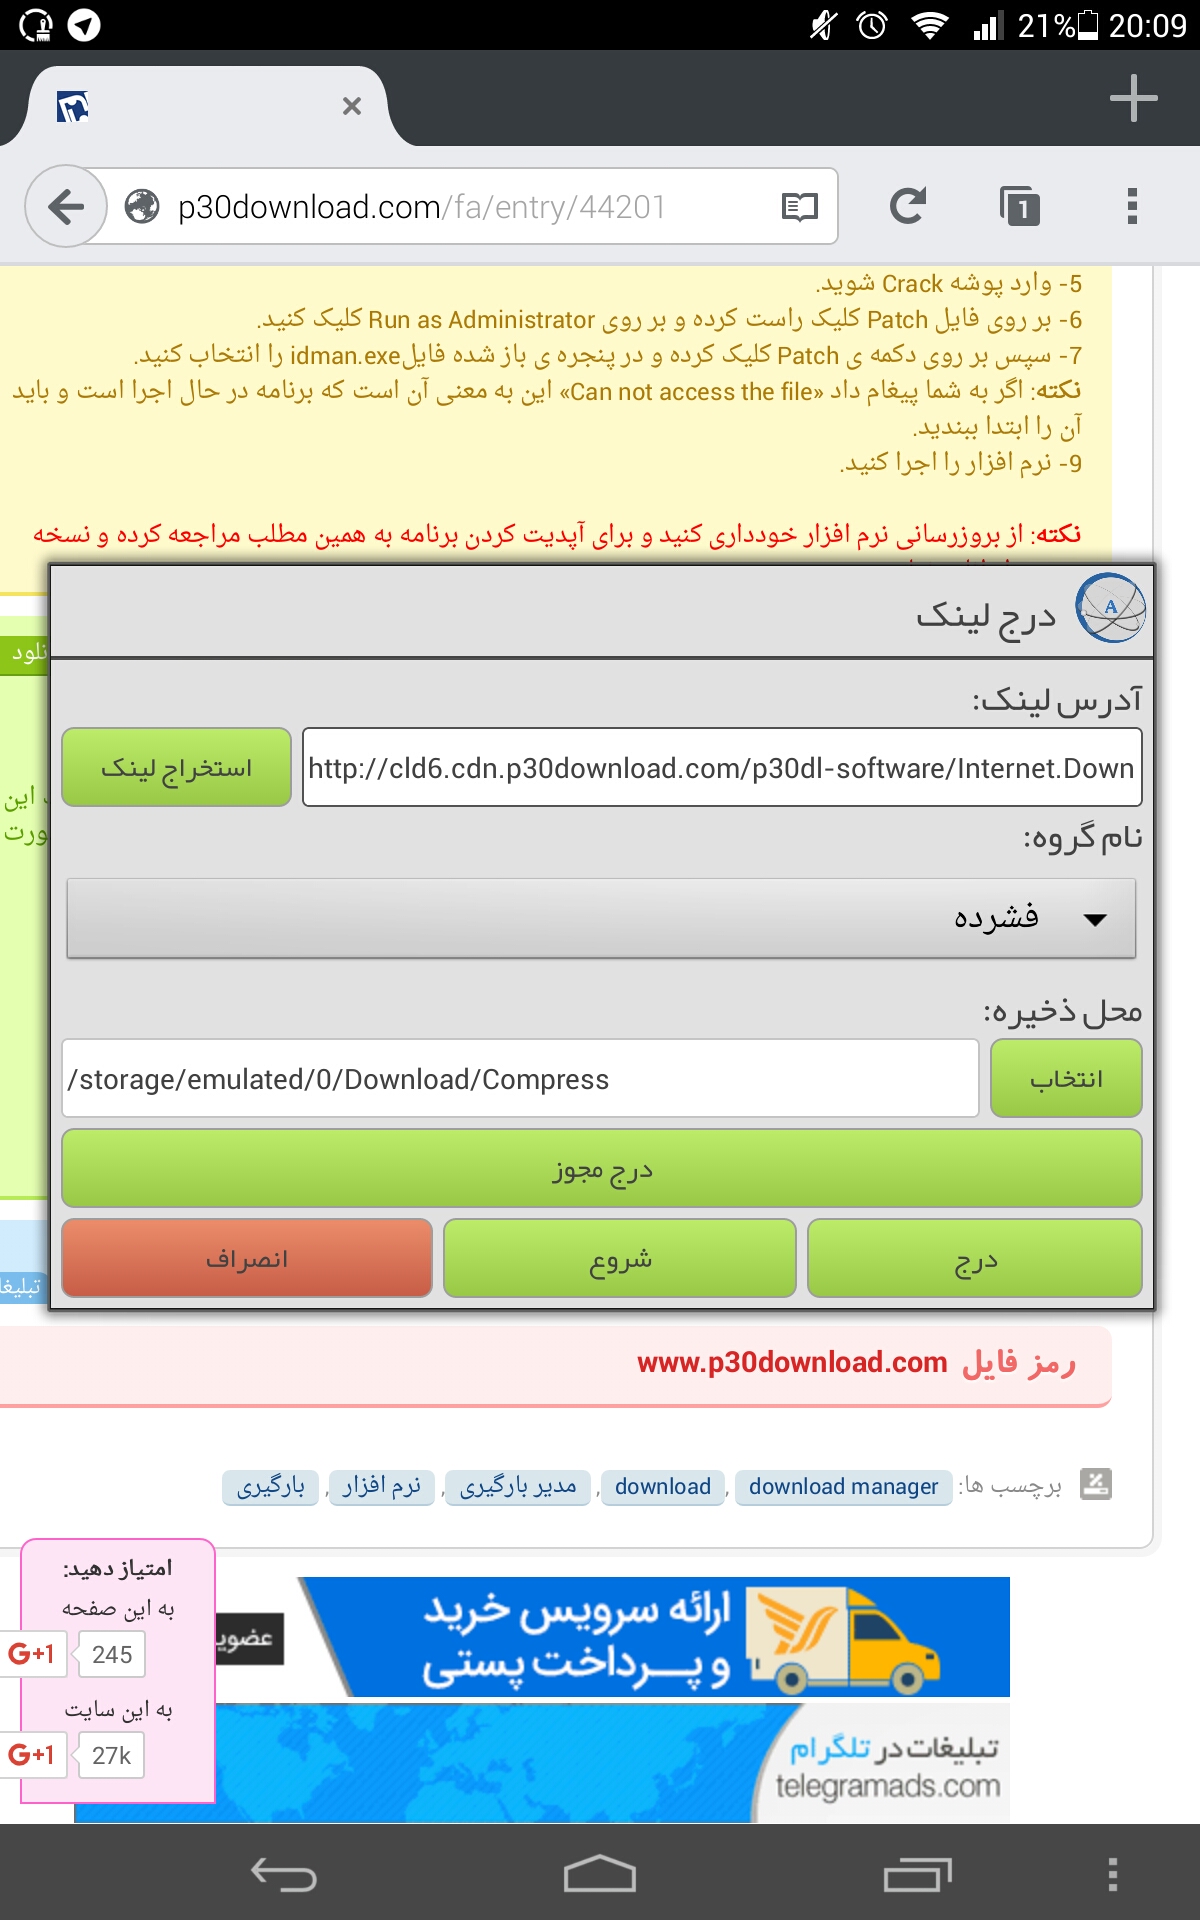 21% 20:09
p30download.com/fa/entry/44201
1
5- وارد پوشه Crack شوید.
6- بر روی فایل Patch کلیک راست کرده و بر روی Run as Administrator کلیک کنید.
7- سپس بر روی دکمه ی Patch کلیک کرده و در پنجره ی باز شده فایلidman.exe را انتخاب کنید.
نکته: اگر به شما پیغام داد «Can not access the file» این به معنی آن است که برنامه در حال اجرا است و باید
آن را ابتدا ببندید.
9- نرم افزار را اجرا کنید.
نکته: از بروزرسانی نرم افزار خودداری کنید و برای آپدیت کردن برنامه به همین مطلب مراجعه کرده و نسخه
درج لینک
A
آدرس لینک:
http://cld6.cdn.p30download.com/p30dl-software/Internet.Down
استخراج لینک
این
نام گروه:
فشرده
محل ذخیره:
انتخاب
/storage/emulated/0/Download/Compress
درج مجوز
درج
شروع
انصراف
رمز فایل www.p30download.com
برچسب ها: download manager, download, مدیر بارگیری, نرم افزار, بارگیری
امتیاز دهید:
به این صفحه
G+1 245
به این سایت
G+1 27k
ارائه سرویس خرید
و پرداخت پستی
تبلیغات در تلگرام
telegramads.com